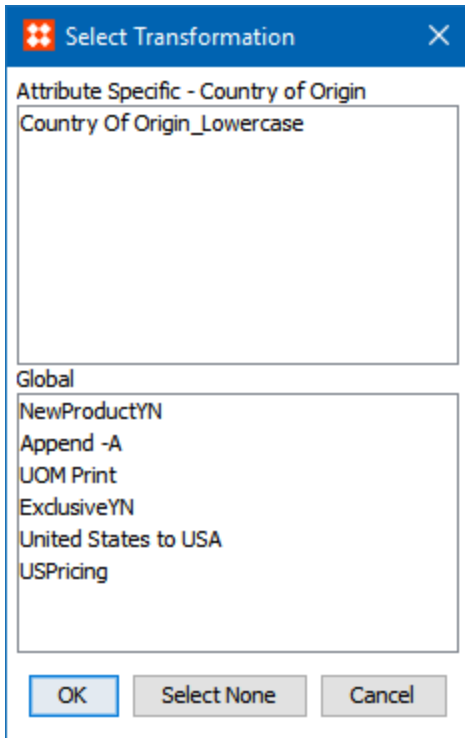 Select Transformation
Attribute Specific - Country of Origin
Country Of Origin_Lowercase
Global
NewProductYN
Append -A
UOM Print
ExclusiveYN
United States to USA
USPricing
OK Select None Cancel